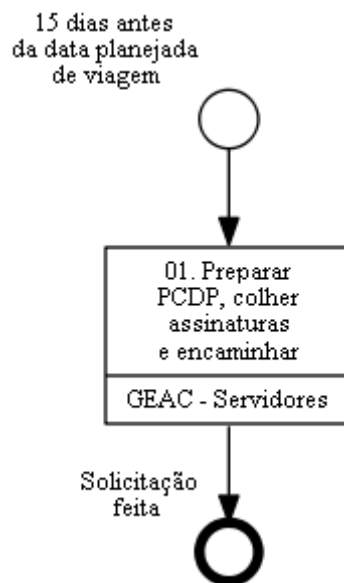 15 dias antes
da data planejada
de viagem
01. Preparar
PCDP, colher
assinaturas
e encaminhar
GEAC - Servidores
Solicitação
feita